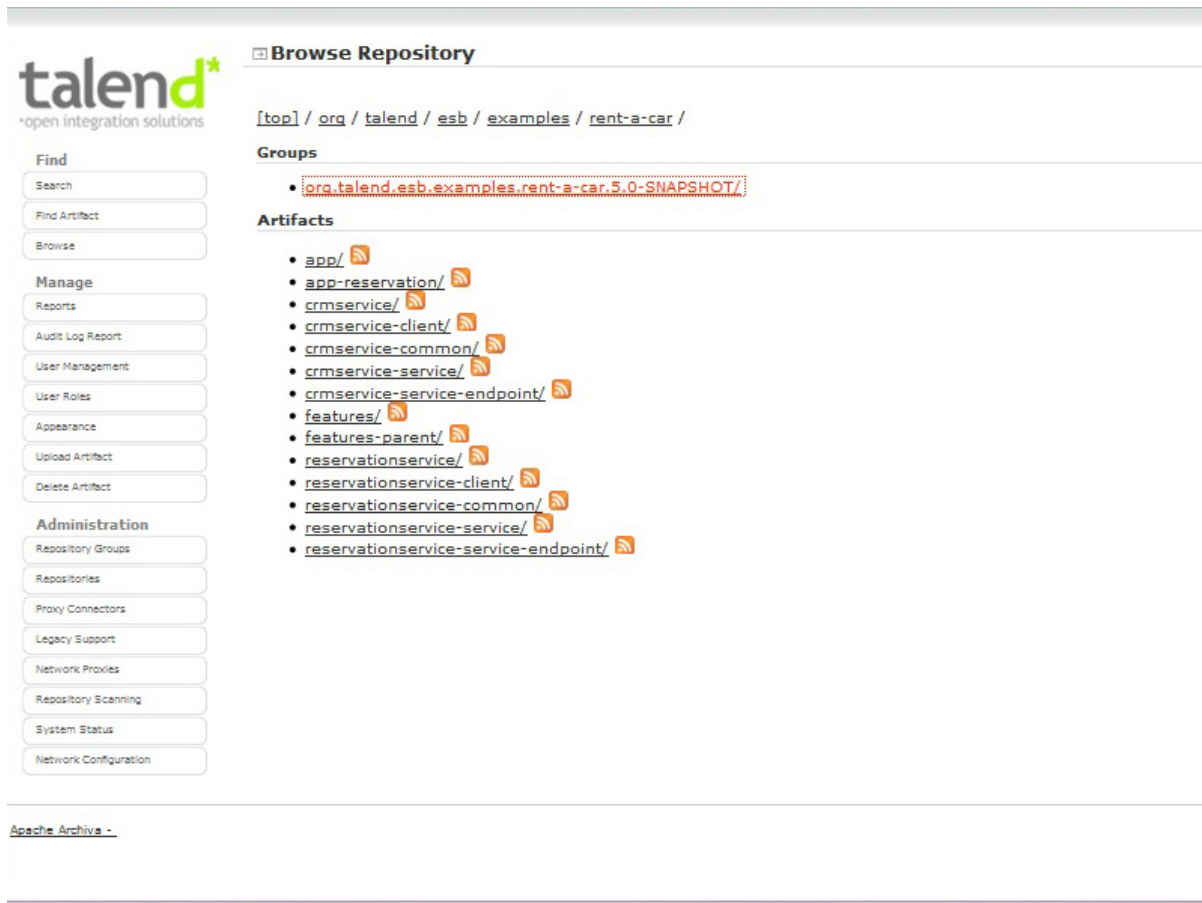 talend*
•open integration solutions
Find
Search
Find Artifact
Browse
Manage
Reports
Audit Log Report
User Management
User Roles
Appearance
Upload Artifact
Delete Artifact
Administration
Repository Groups
Repositories
Proxy Connectors
Legacy Support
Network Proxies
Repository Scanning
System Status
Network Configuration
Browse Repository
[top] / org / talend / esb / examples / rent-a-car /
Groups
• org.talend.esb.examples.rent-a-car.5.0-SNAPSHOT/
Artifacts
• app/
• app-reservation/
• crmservice/
• crmservice-client/
• crmservice-common/
• crmservice-service/
• crmservice-service-endpoint/
• features/
• features-parent/
• reservationservice/
• reservationservice-client/
• reservationservice-common/
• reservationservice-service/
• reservationservice-service-endpoint/
Apache Archiva -